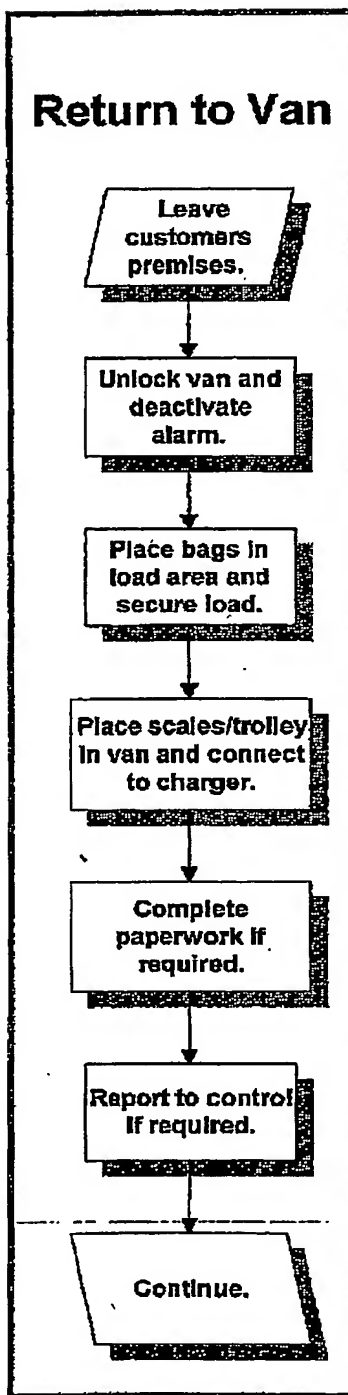 Return to Van
Leave
customers
premises.
Unlock van and
deactivate
alarm.
Place bags in
load area and
secure load.
Place scales/trolley
in van and connect
to charger.
Complete
paperwork if
required.
Report to control
if required.
Continue.